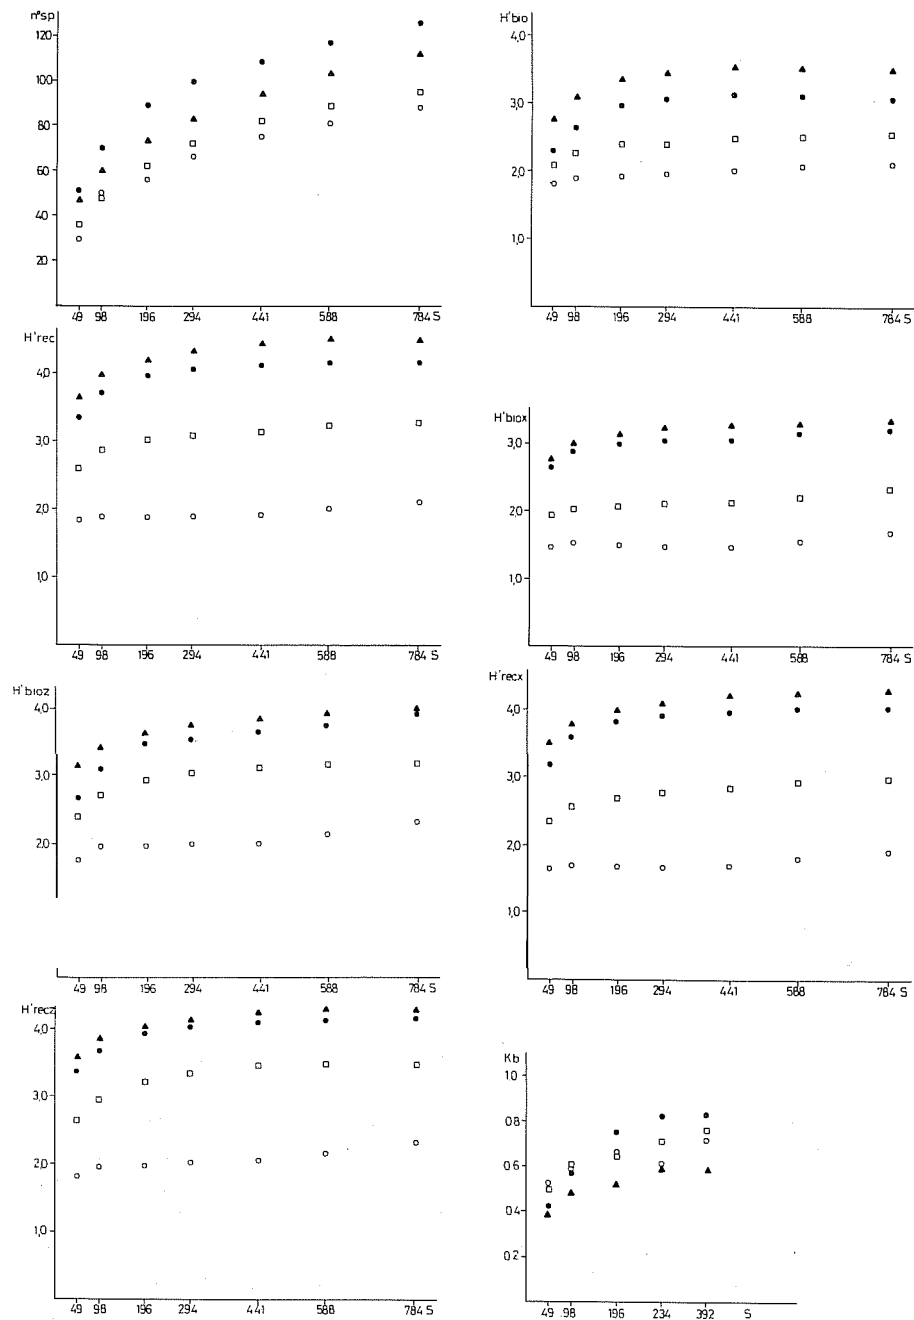 n°sp
120
100
80
60
40
20
49 98 196 294 441 588 784 S
H'bio
4,0
3,0
2,0
1,0
49 98 196 294 441 588 784 S
H'rec
4,0
3,0
2,0
1,0
49 98 196 294 441 588 784 S
H'biox
3,0
2,0
1,0
49 98 196 294 441 588 784 S
H'bioz
4,0
3,0
2,0
49 98 196 294 441 588 784 S
H'recx
4,0
3,0
2,0
1,0
49 98 196 294 441 588 784 S
H'recz
4,0
3,0
2,0
1,0
49 98 196 294 441 588 784 S
Kb
1.0
0.8
0.6
0.4
0.2
49 98 196 234 392 S